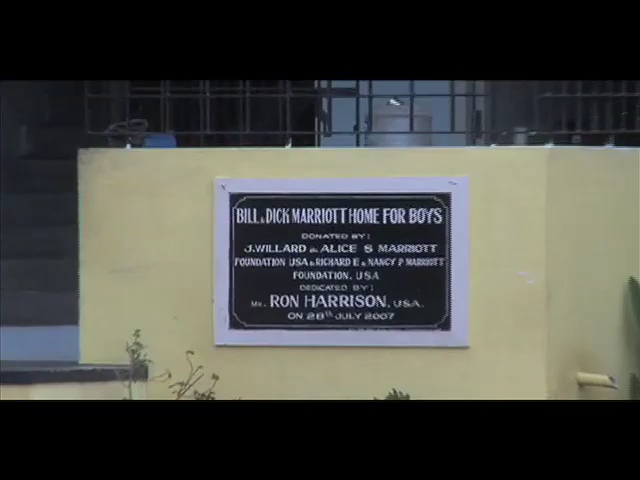 BILL & DICK MARRIOTT HOME FOR BOYS
DONATED BY:
J.WILLARD & ALICE S MARRIOTT
FOUNDATION USA & RICHARD E & NANCY P MARRIOTT
FOUNDATION, USA
DEDICATED BY:
MR. RON HARRISON, USA.
ON 28TH JULY 2007